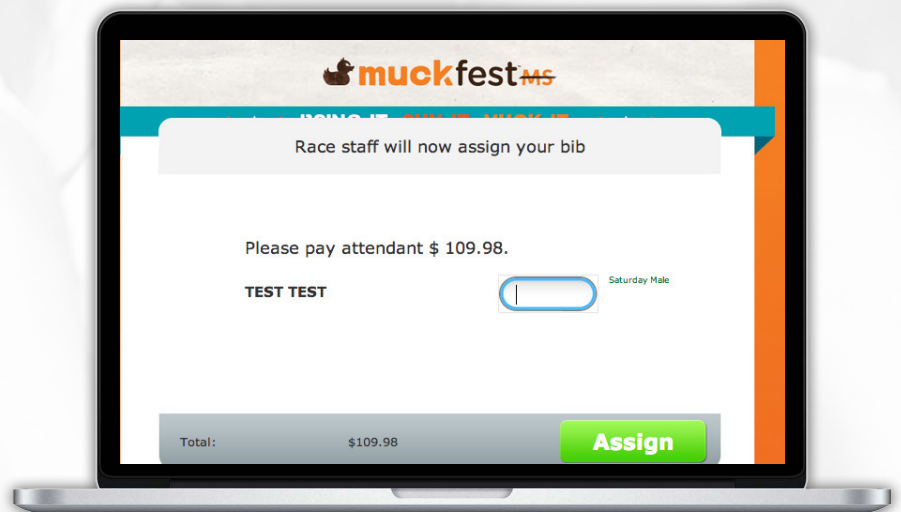 muckfest MS
Race staff will now assign your bib
Please pay attendant $ 109.98.
TEST TEST
Saturday Male
Total: $109.98
Assign